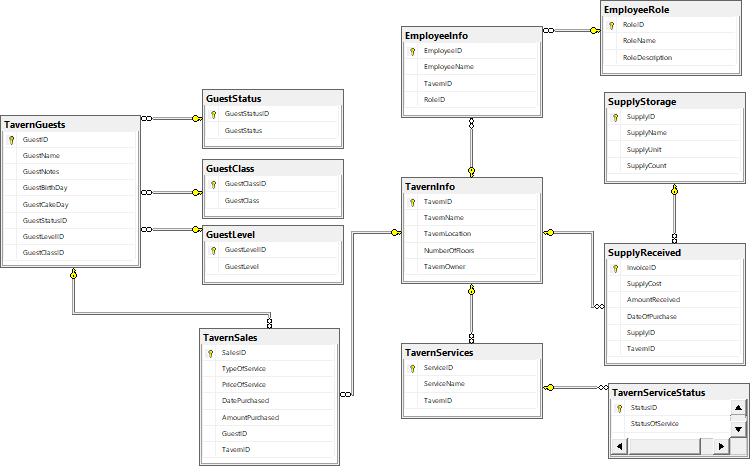 EmployeeRole
RoleID
RoleName
RoleDescription
EmployeeInfo
EmployeeID
EmployeeName
TavernID
RoleID
GuestStatus
GuestStatusID
GuestStatus
SupplyStorage
SupplyID
SupplyName
SupplyUnit
SupplyCount
TavernGuests
GuestID
GuestName
GuestNotes
GuestBirthDay
GuestCakeDay
GuestStatusID
GuestLevelID
GuestClassID
GuestClass
GuestClassID
GuestClass
TavernInfo
TavernID
TavernName
TavernLocation
NumberOfFloors
TavernOwner
GuestLevel
GuestLevelID
GuestLevel
SupplyReceived
InvoiceID
SupplyCost
AmountReceived
DateOfPurchase
SupplyID
TavernID
TavernSales
SalesID
TypeOfService
PriceOfService
DatePurchased
AmountPurchased
GuestID
TavernID
TavernServices
ServiceID
ServiceName
TavernID
TavernServiceStatus
StatusID
StatusOfService